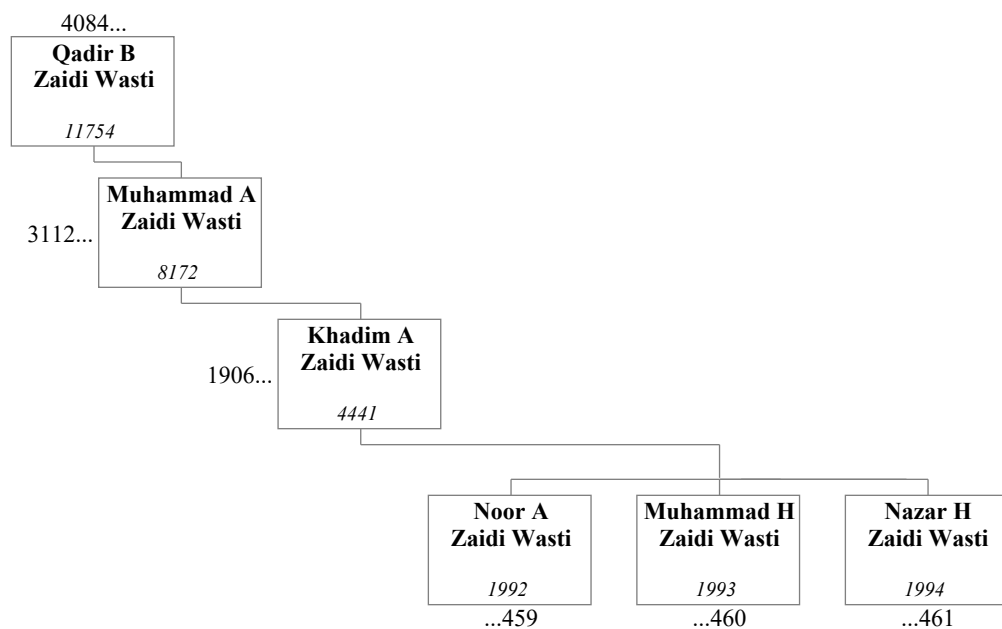 4084...
Qadir B
Zaidi Wasti
11754
Muhammad A
Zaidi Wasti
3112...
8172
Khadim A
Zaidi Wasti
1906...
4441
Noor A
Zaidi Wasti
1992
...459
Muhammad H
Zaidi Wasti
1993
...460
Nazar H
Zaidi Wasti
1994
...461